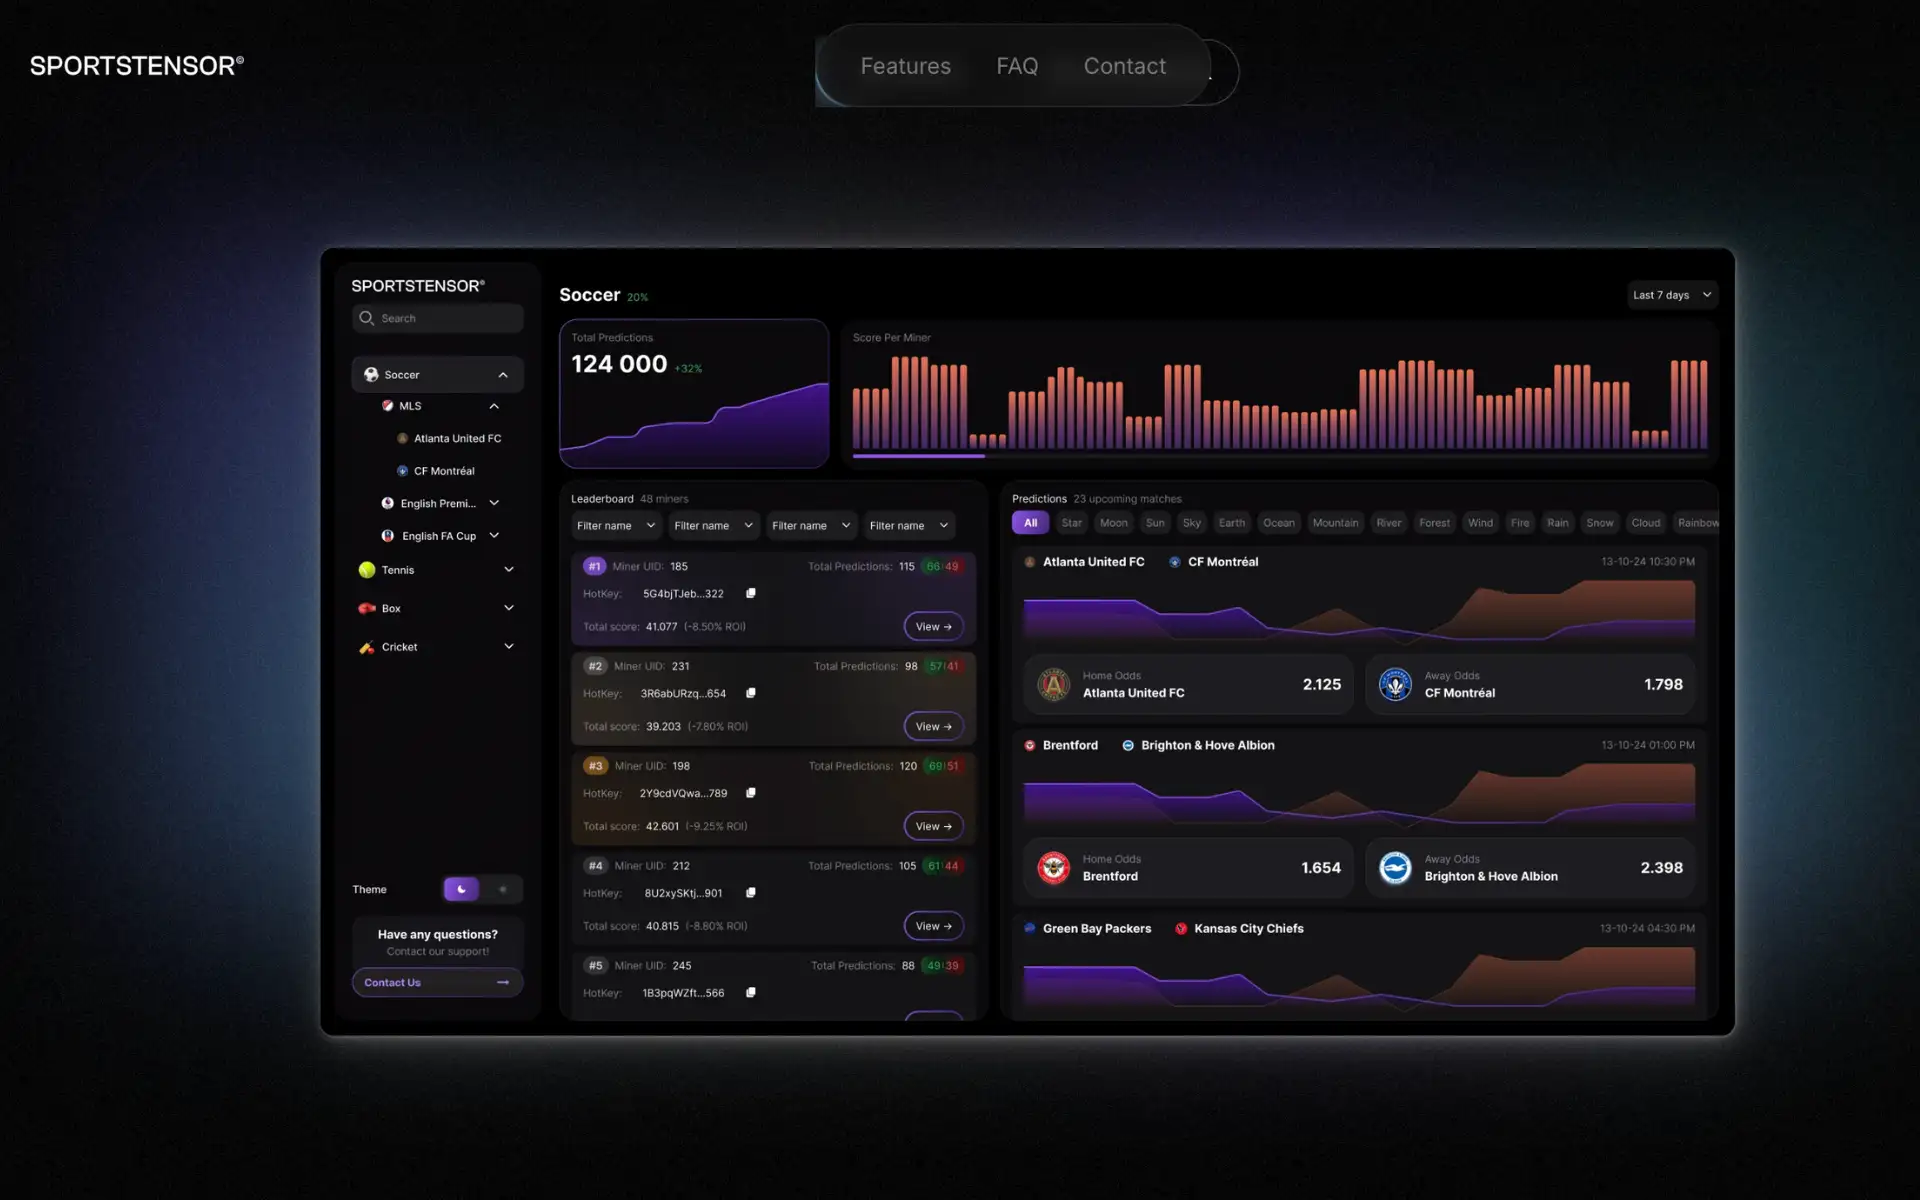 SPORTSTENSOR©
Features FAQ Contact
SPORTSTENSOR®
Search
Soccer
MLS
Atlanta United FC
CF Montréal
English Premi...
English FA Cup
Tennis
Box
Cricket
Theme
Have any questions?
Contact our support!
Contact Us →
Soccer 20%
Last 7 days
Total Predictions
124 000 +32%
Score Per Miner
Leaderboard 48 miners
Filter name Filter name Filter name Filter name
#1 Miner UID: 185 Total Predictions: 115 66|49
HotKey: 5G4bjTJeb...322
Total score: 41.077 (-8.50% ROI) View →
#2 Miner UID: 231 Total Predictions: 98 57|41
HotKey: 3R6abURzq...654
Total score: 39.203 (-7.80% ROI) View →
#3 Miner UID: 198 Total Predictions: 120 69|51
HotKey: 2Y9cdVQwa...789
Total score: 42.601 (-9.25% ROI) View →
#4 Miner UID: 212 Total Predictions: 105 61|44
HotKey: 8U2xySKtj...901
Total score: 40.815 (-8.80% ROI) View →
#5 Miner UID: 245 Total Predictions: 88 49|39
HotKey: 1B3pqWZft...566
Predictions 23 upcoming matches
All Star Moon Sun Sky Earth Ocean Mountain River Forest Wind Fire Rain Snow Cloud Rainbow
Atlanta United FC CF Montréal 13-10-24 10:30 PM
Home Odds
Atlanta United FC 2.125
Away Odds
CF Montréal 1.798
Brentford Brighton & Hove Albion 13-10-24 01:00 PM
Home Odds
Brentford 1.654
Away Odds
Brighton & Hove Albion 2.398
Green Bay Packers Kansas City Chiefs 13-10-24 04:30 PM